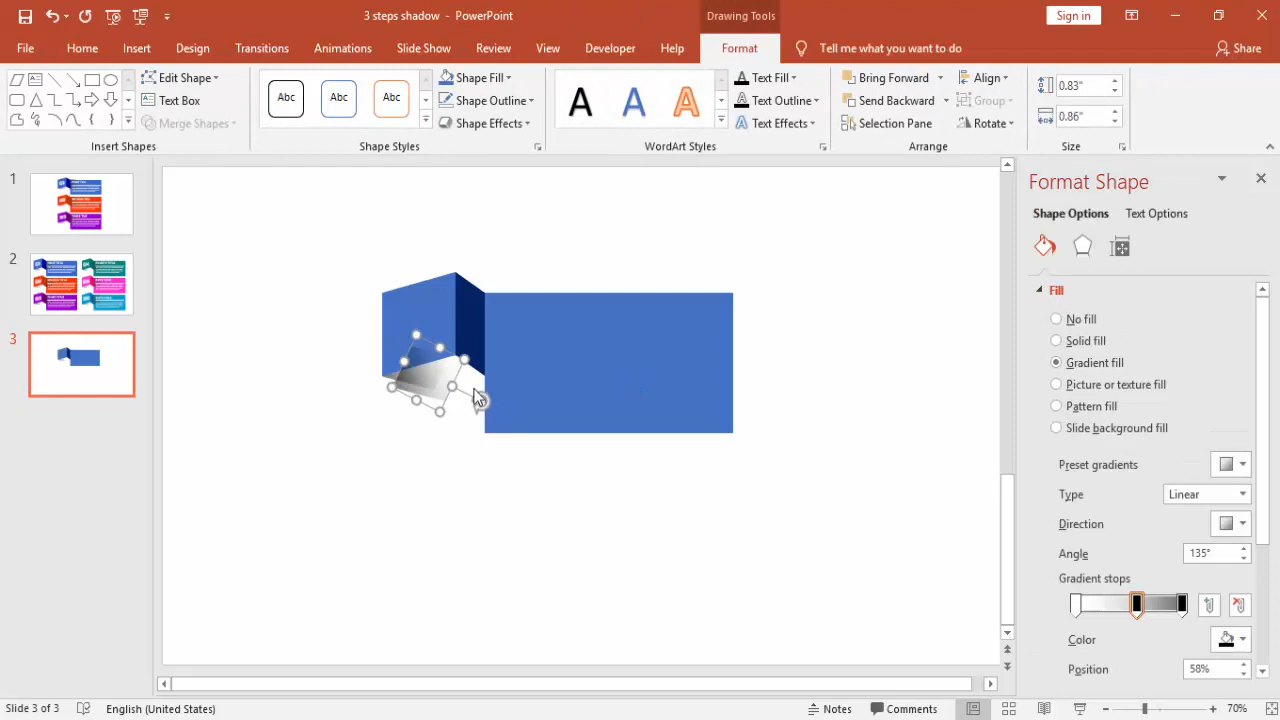 3 steps shadow - PowerPoint
Drawing Tools
Sign in
File
Home
Insert
Design
Transitions
Animations
Slide Show
Review
View
Developer
Help
Format
Tell me what you want to do
Share
Edit Shape
Text Box
Merge Shapes
Insert Shapes
Abc
Abc
Abc
Shape Fill
Shape Outline
Shape Effects
Shape Styles
A
A
A
Text Fill
Text Outline
Text Effects
WordArt Styles
Bring Forward
Send Backward
Selection Pane
Align
Group
Rotate
Arrange
0.83"
0.86"
Size
1
2
3
Format Shape
Shape Options
Text Options
Fill
No fill
Solid fill
Gradient fill
Picture or texture fill
Pattern fill
Slide background fill
Preset gradients
Type
Linear
Direction
Angle
135°
Gradient stops
Color
Position
58%
Slide 3 of 3
English (United States)
Notes
Comments
70%